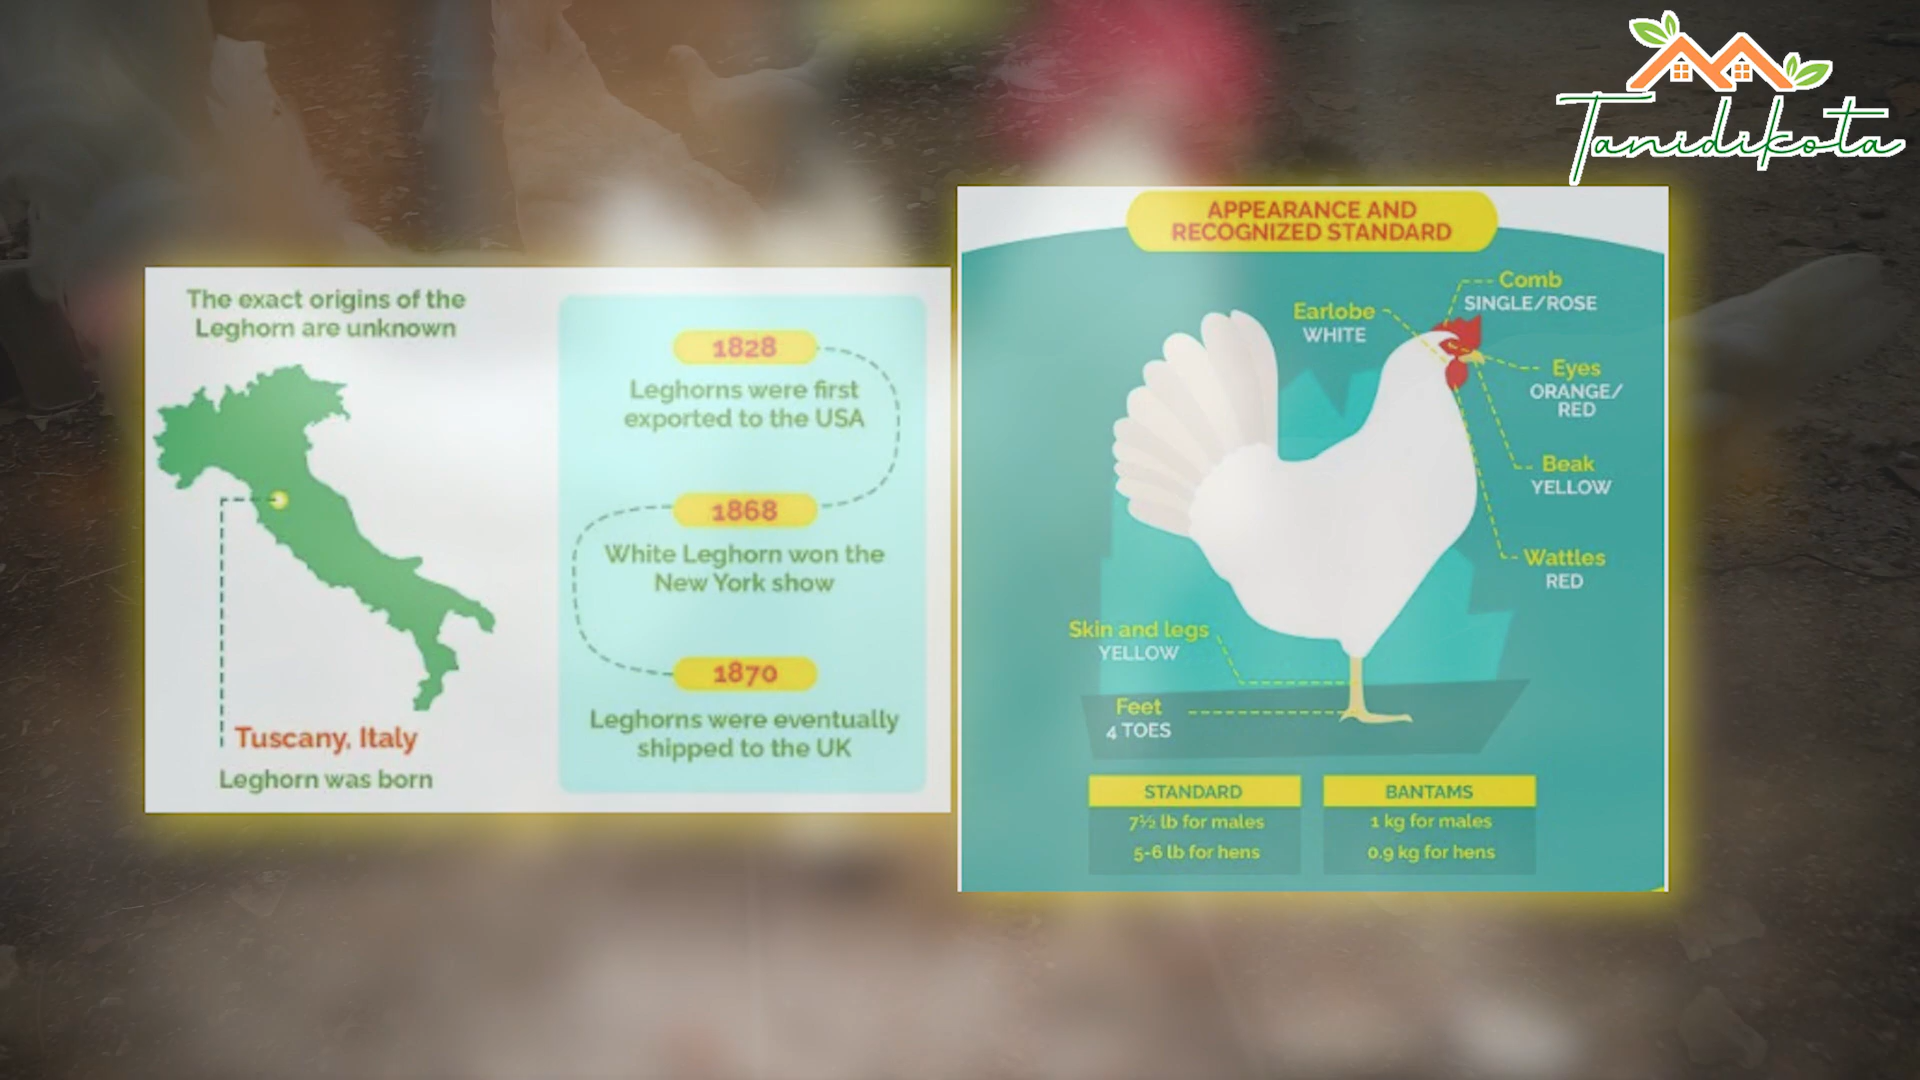 Tanidikota
The exact origins of the
Leghorn are unknown
Tuscany, Italy
Leghorn was born
1828
Leghorns were first
exported to the USA
1868
White Leghorn won the
New York show
1870
Leghorns were eventually
shipped to the UK
APPEARANCE AND
RECOGNIZED STANDARD
Comb
SINGLE/ROSE
Earlobe
WHITE
Eyes
ORANGE/
RED
Beak
YELLOW
Wattles
RED
Skin and legs
YELLOW
Feet
4 TOES
STANDARD
7½ lb for males
5-6 lb for hens
BANTAMS
1 kg for males
0.9 kg for hens